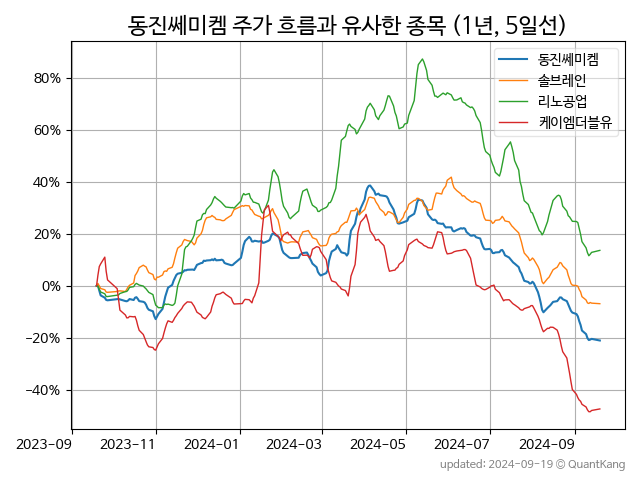 동진쎄미켐 주가 흐름과 유사한 종목 (1년, 5일선)
동진쎄미켐
솔브레인
리노공업
케이엠더블유
80%
60%
40%
20%
0%
−20%
−40%
2023-09 2023-11 2024-01 2024-03 2024-05 2024-07 2024-09
updated: 2024-09-19 © QuantKang